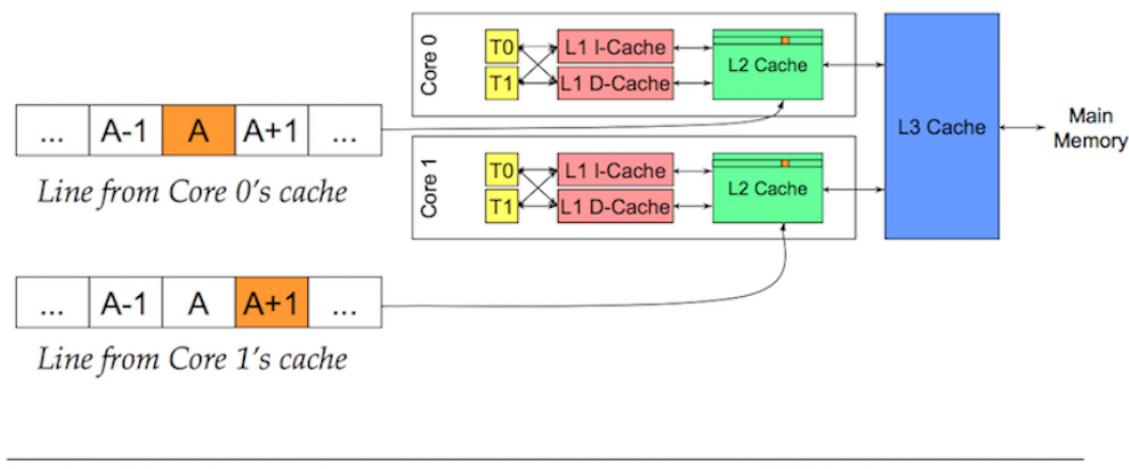 Core 0
T0
T1
L1 I-Cache
L1 D-Cache
L2 Cache
... A-1 A A+1 ...
Line from Core 0's cache
L3 Cache
Main
Memory
Core 1
T0
T1
L1 I-Cache
L1 D-Cache
L2 Cache
... A-1 A A+1 ...
Line from Core 1's cache